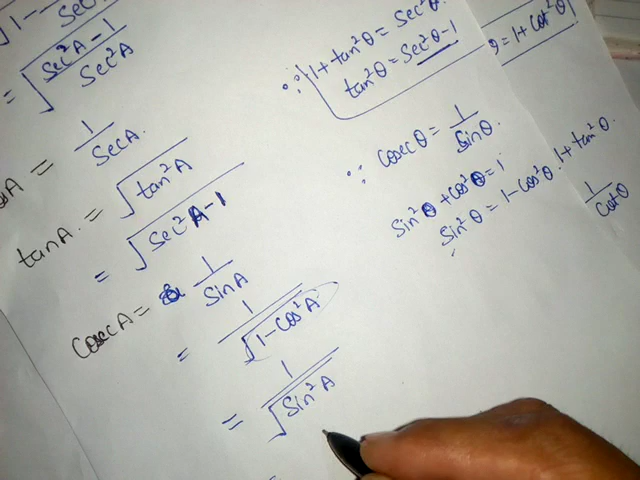 √1 -
= √Sec²A - 1 / Sec²A
A = 1 / SecA.
tanA. = √tan²A
= √Sec²A - 1
CosecA = 1 / SinA
= 1 / √1 - Cos²A
= 1 / √Sin²A
=
∵ 1 + tan²θ = Sec²θ.
tan²θ = Sec²θ - 1
= 1 + Cot²θ
∵ Cosecθ = 1 / Sinθ.
Sin²θ + Cos²θ = 1
Sin²θ = 1 - Cos²θ.
1 + tan²θ.
1 / Cotθ